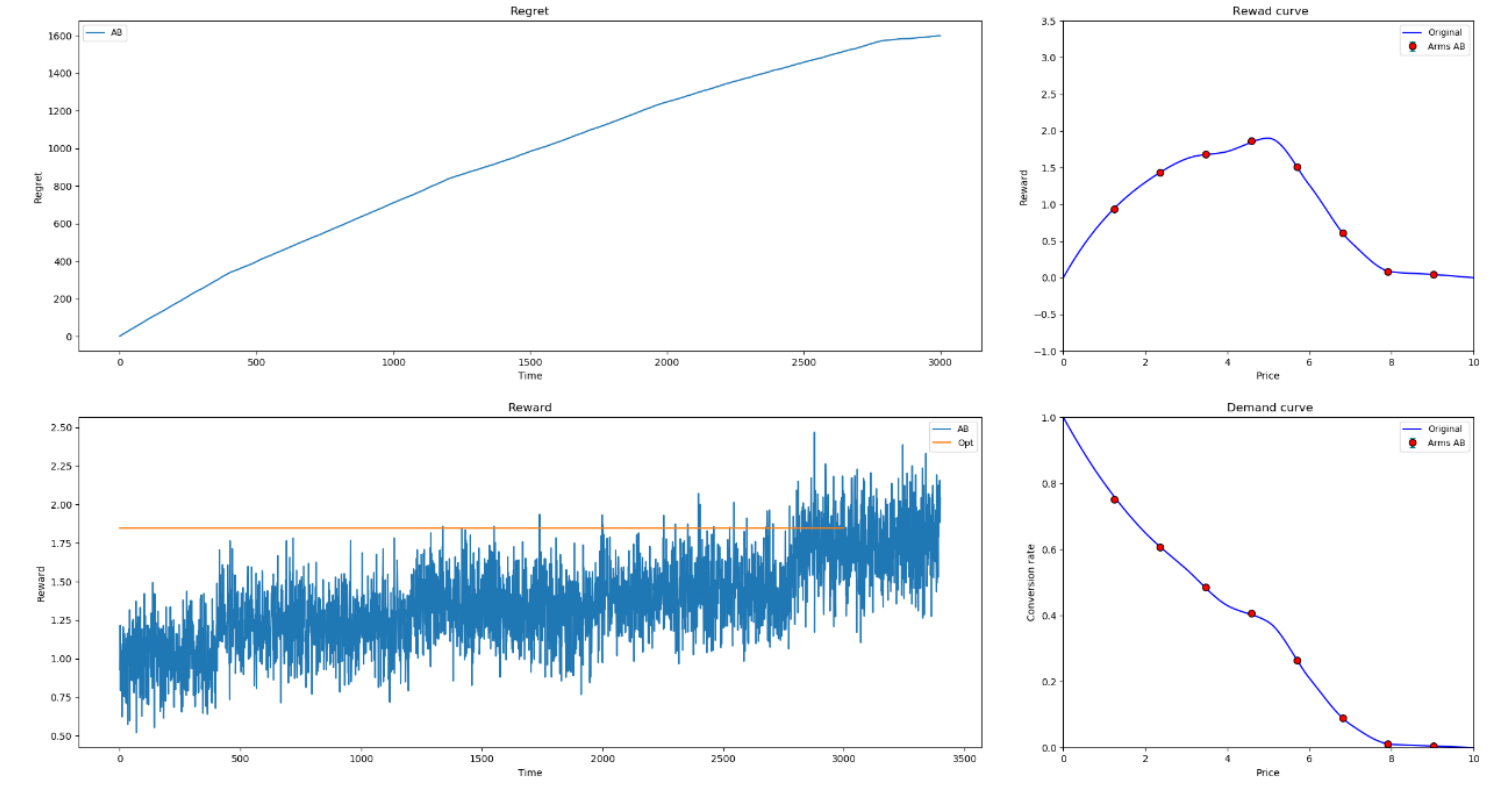 Regret
AB
1600
1400
1200
1000
800
600
400
200
0
Regret
0 500 1000 1500 2000 2500 3000
Time
Rewad curve
Original
Arms AB
3.5
3.0
2.5
2.0
1.5
1.0
0.5
0.0
−0.5
−1.0
Reward
0 2 4 6 8 10
Price
Reward
AB
Opt
2.50
2.25
2.00
1.75
1.50
1.25
1.00
0.75
0.50
Reward
0 500 1000 1500 2000 2500 3000 3500
Time
Demand curve
Original
Arms AB
1.0
0.8
0.6
0.4
0.2
0.0
Conversion rate
0 2 4 6 8 10
Price